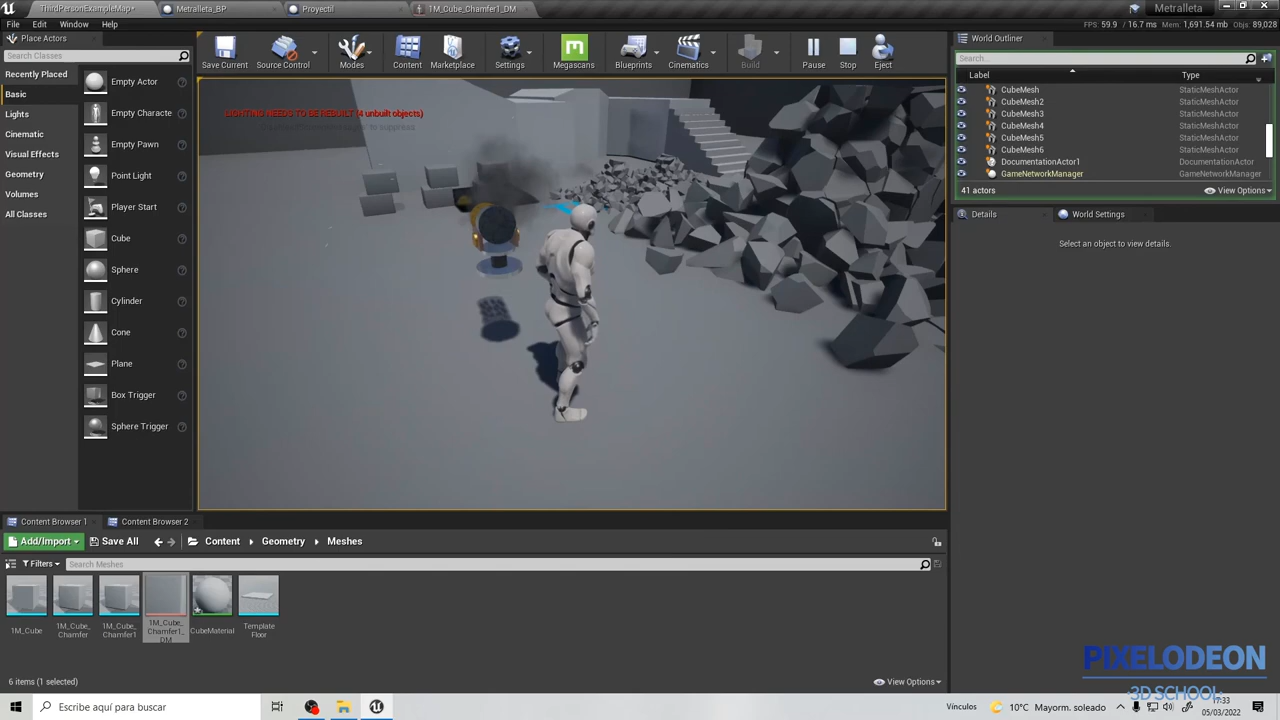 ThirdPersonExampleMap*
Metralleta_BP
Proyectil
1M_Cube_Chamfer1_DM
Metralleta
File
Edit
Window
Help
FPS: 59.9 / 16.7 ms | Mem: 1,691.54 mb | Objs: 89,028
Place Actors
Search Classes
Recently Placed
Basic
Lights
Cinematic
Visual Effects
Geometry
Volumes
All Classes
Empty Actor
Empty Characte
Empty Pawn
Point Light
Player Start
Cube
Sphere
Cylinder
Cone
Plane
Box Trigger
Sphere Trigger
Save Current
Source Control
Modes
Content
Marketplace
Settings
Megascans
Blueprints
Cinematics
Build
Pause
Stop
Eject
LIGHTING NEEDS TO BE REBUILT (4 unbuilt objects)
World Outliner
Search...
Label
Type
CubeMesh StaticMeshActor
CubeMesh2 StaticMeshActor
CubeMesh3 StaticMeshActor
CubeMesh4 StaticMeshActor
CubeMesh5 StaticMeshActor
CubeMesh6 StaticMeshActor
DocumentationActor1 DocumentationActor
GameNetworkManager GameNetworkManager
41 actors
View Options
Details
World Settings
Select an object to view details.
Content Browser 1
Content Browser 2
Add/Import
Save All
Content
Geometry
Meshes
Filters
Search Meshes
1M_Cube
1M_Cube_
Chamfer
1M_Cube_
Chamfer1
1M_Cube_
Chamfer1_
DM
CubeMaterial
Template
Floor
6 items (1 selected)
View Options
PIXELODEON
3D SCHOOL
Escribe aquí para buscar
Vínculos
10°C Mayorm. soleado
17:33
05/03/2022